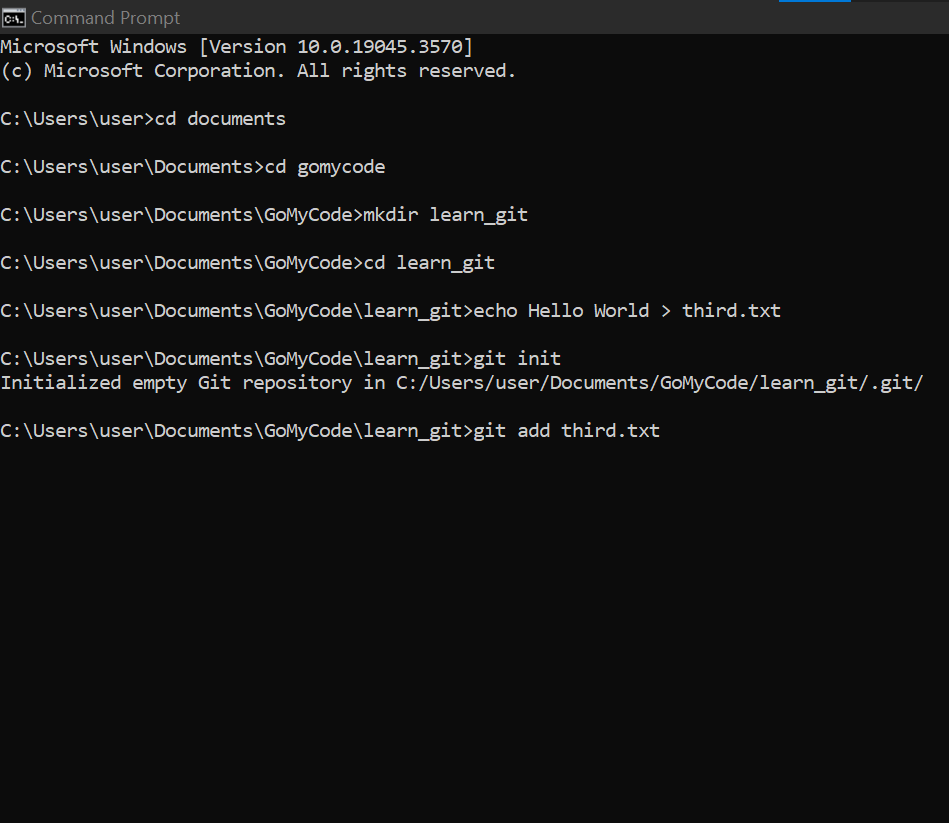 Command Prompt
Microsoft Windows [Version 10.0.19045.3570]
(c) Microsoft Corporation. All rights reserved.
C:\Users\user>cd documents
C:\Users\user\Documents>cd gomycode
C:\Users\user\Documents\GoMyCode>mkdir learn_git
C:\Users\user\Documents\GoMyCode>cd learn_git
C:\Users\user\Documents\GoMyCode\learn_git>echo Hello World > third.txt
C:\Users\user\Documents\GoMyCode\learn_git>git init
Initialized empty Git repository in C:/Users/user/Documents/GoMyCode/learn_git/.git/
C:\Users\user\Documents\GoMyCode\learn_git>git add third.txt